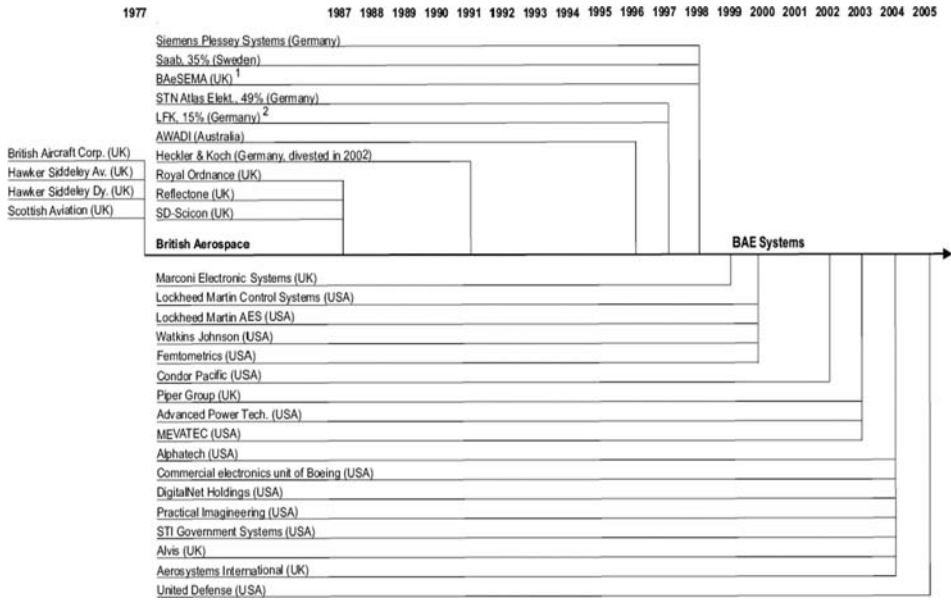 1977 1987 1988 1989 1990 1991 1992 1993 1994 1995 1996 1997 1998 1999 2000 2001 2002 2003 2004 2005
Siemens Plessey Systems (Germany)
Saab, 35% (Sweden)
BAeSEMA (UK) 1
STN Atlas Elekt., 49% (Germany)
LFK, 15% (Germany) 2
AWADI (Australia)
British Aircraft Corp. (UK)
Heckler & Koch (Germany, divested in 2002)
Hawker Siddeley Av. (UK)
Royal Ordnance (UK)
Hawker Siddeley Dy. (UK)
Reflectone (UK)
Scottish Aviation (UK)
SD-Scicon (UK)
British Aerospace BAE Systems
Marconi Electronic Systems (UK)
Lockheed Martin Control Systems (USA)
Lockheed Martin AES (USA)
Watkins Johnson (USA)
Femtometrics (USA)
Condor Pacific (USA)
Piper Group (UK)
Advanced Power Tech. (USA)
MEVATEC (USA)
Alphatech (USA)
Commercial electronics unit of Boeing (USA)
DigitalNet Holdings (USA)
Practical Imagineering (USA)
STI Government Systems (USA)
Alvis (UK)
Aerosystems International (UK)
United Defense (USA)